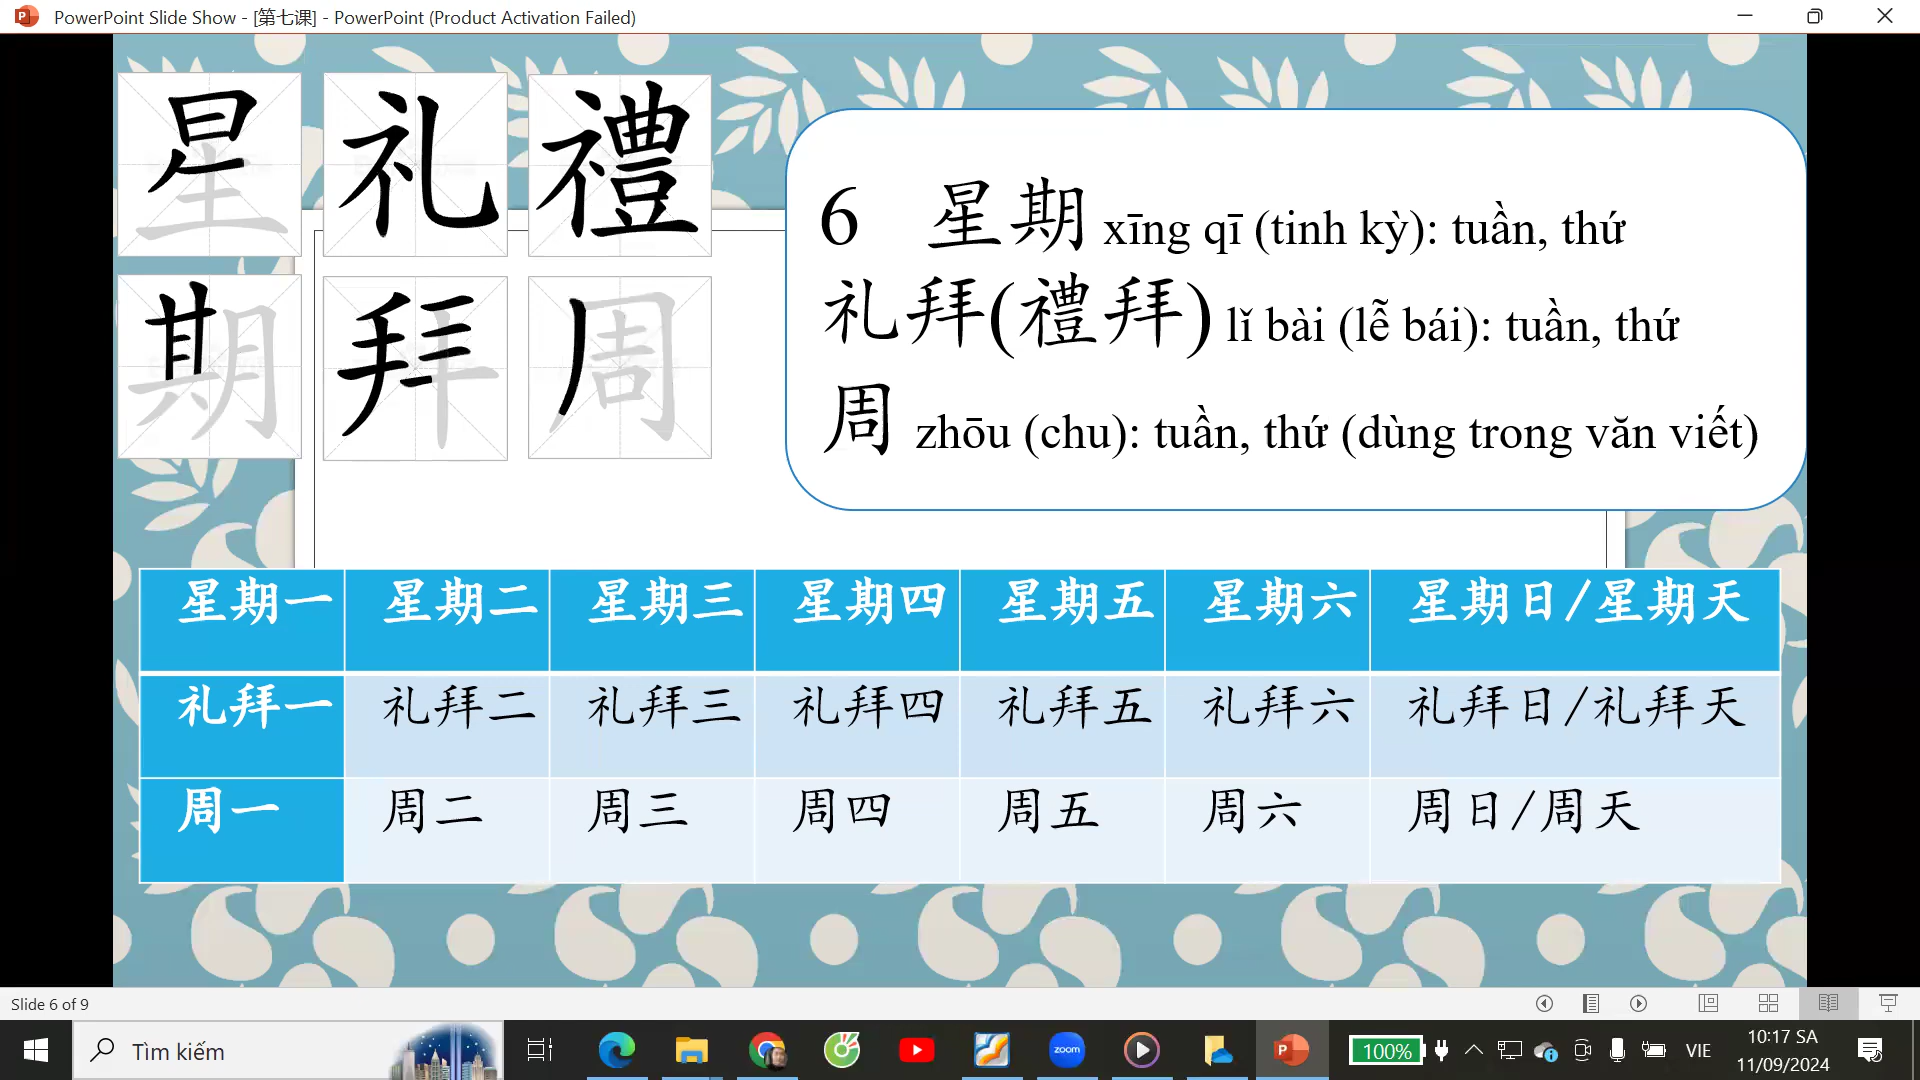 PowerPoint Slide Show - [第七课] - PowerPoint (Product Activation Failed)
星 礼 禮
期 拜 周
6 星期 xīng qī (tinh kỳ): tuần, thứ
礼拜(禮拜) lǐ bài (lễ bái): tuần, thứ
周 zhōu (chu): tuần, thứ (dùng trong văn viết)
星期一 星期二 星期三 星期四 星期五 星期六 星期日/星期天
礼拜一 礼拜二 礼拜三 礼拜四 礼拜五 礼拜六 礼拜日/礼拜天
周一 周二 周三 周四 周五 周六 周日/周天
Slide 6 of 9
Tìm kiếm
zoom
100%
VIE
10:17 SA
11/09/2024